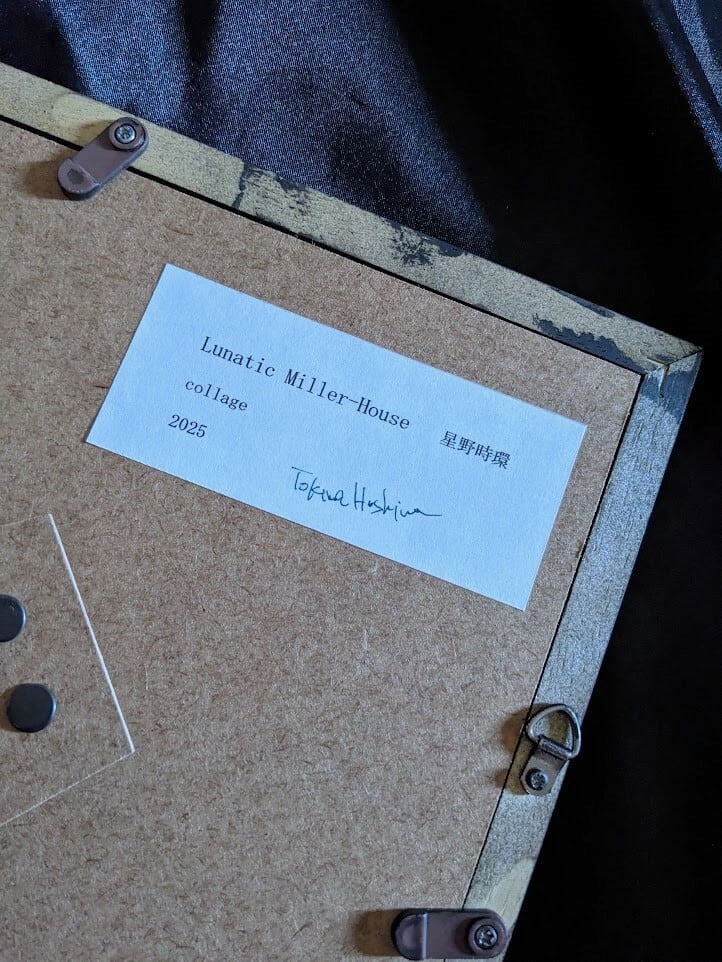 Lunatic Miller-House
collage
2025
星野時環
Tokiwa Hoshino